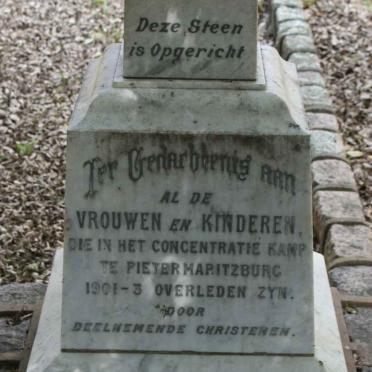 Deze Steen
is Opgericht
Ter Gedachtenis aan
AL DE
VROUWEN EN KINDEREN,
DIE IN HET CONCENTRATIE KAMP
TE PIETERMARITZBURG
1901-3 OVERLEDEN ZYN.
DOOR
DEELNEMENDE CHRISTENEN.